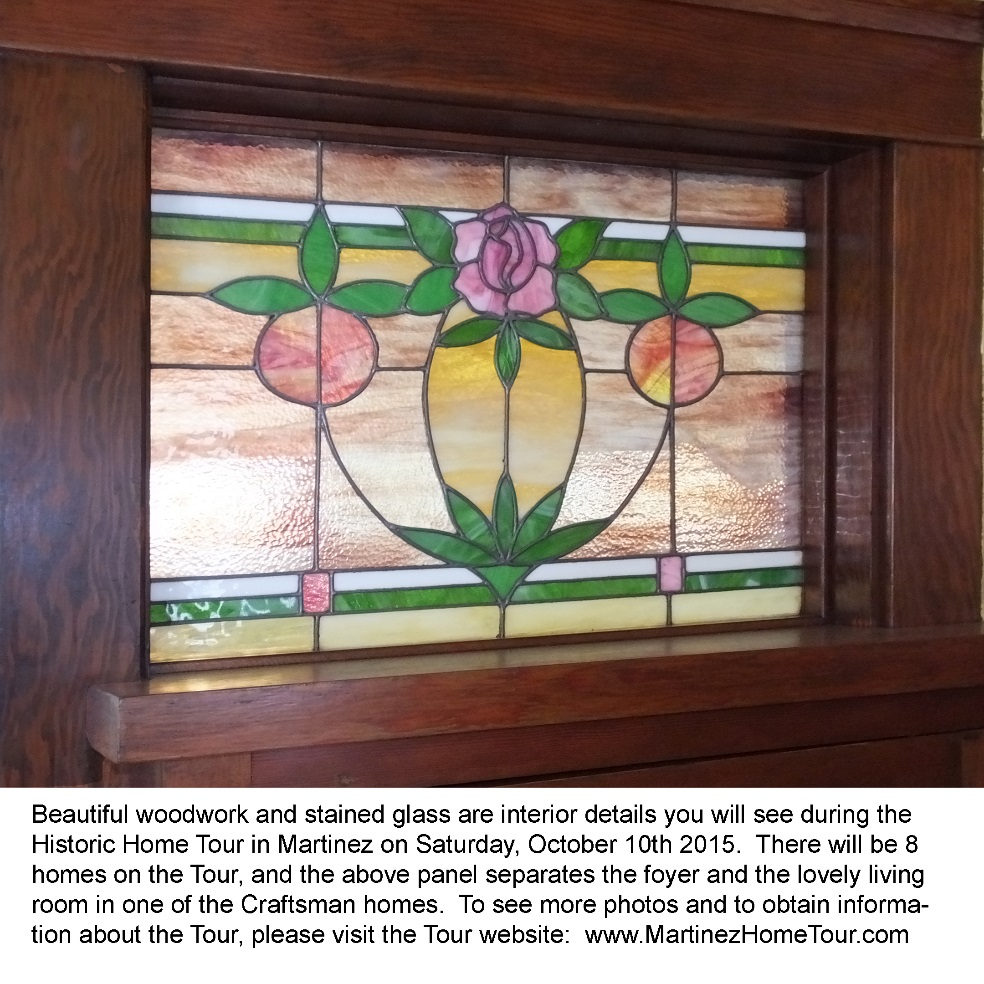 Beautiful woodwork and stained glass are interior details you will see during the
Historic Home Tour in Martinez on Saturday, October 10th 2015.  There will be 8
homes on the Tour, and the above panel separates the foyer and the lovely living
room in one of the Craftsman homes.  To see more photos and to obtain informa-
tion about the Tour, please visit the Tour website:  www.MartinezHomeTour.com